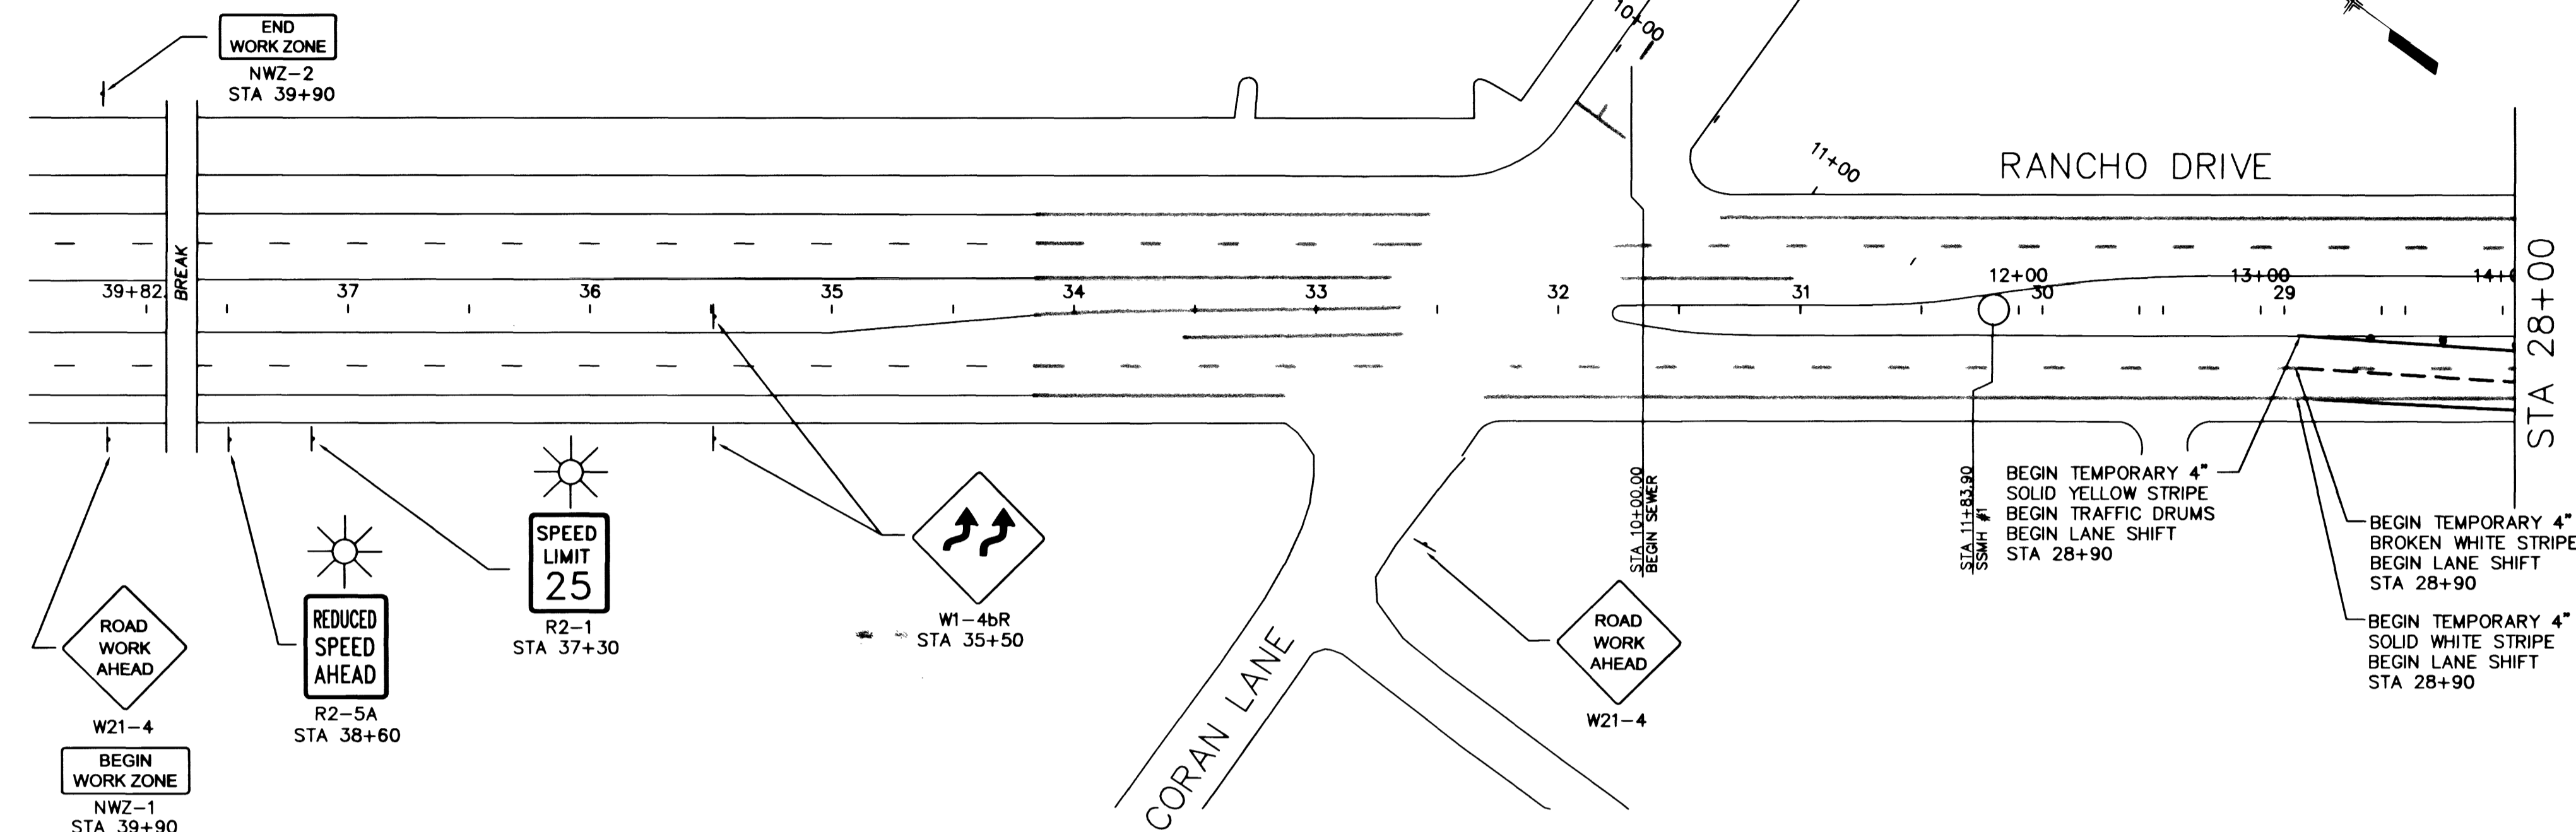 END
WORK ZONE
NWZ-2
STA 39+90
10+00
11+00
RANCHO DRIVE
BREAK
39+82.
37
36
35
34
33
32
31
12+00
30
13+00
29
STA 28+00
ROAD
WORK
AHEAD
W21-4
BEGIN
WORK ZONE
NWZ-1
STA 39+90
REDUCED
SPEED
AHEAD
R2-5A
STA 38+60
SPEED
LIMIT
25
R2-1
STA 37+30
W1-4bR
STA 35+50
CORAN LANE
ROAD
WORK
AHEAD
W21-4
STA 10+00.00
BEGIN SEWER
STA 11+83.90
SSMH #1
BEGIN TEMPORARY 4"
SOLID YELLOW STRIPE
BEGIN TRAFFIC DRUMS
BEGIN LANE SHIFT
STA 28+90
BEGIN TEMPORARY 4"
BROKEN WHITE STRIPE
BEGIN LANE SHIFT
STA 28+90
BEGIN TEMPORARY 4"
SOLID WHITE STRIPE
BEGIN LANE SHIFT
STA 28+90